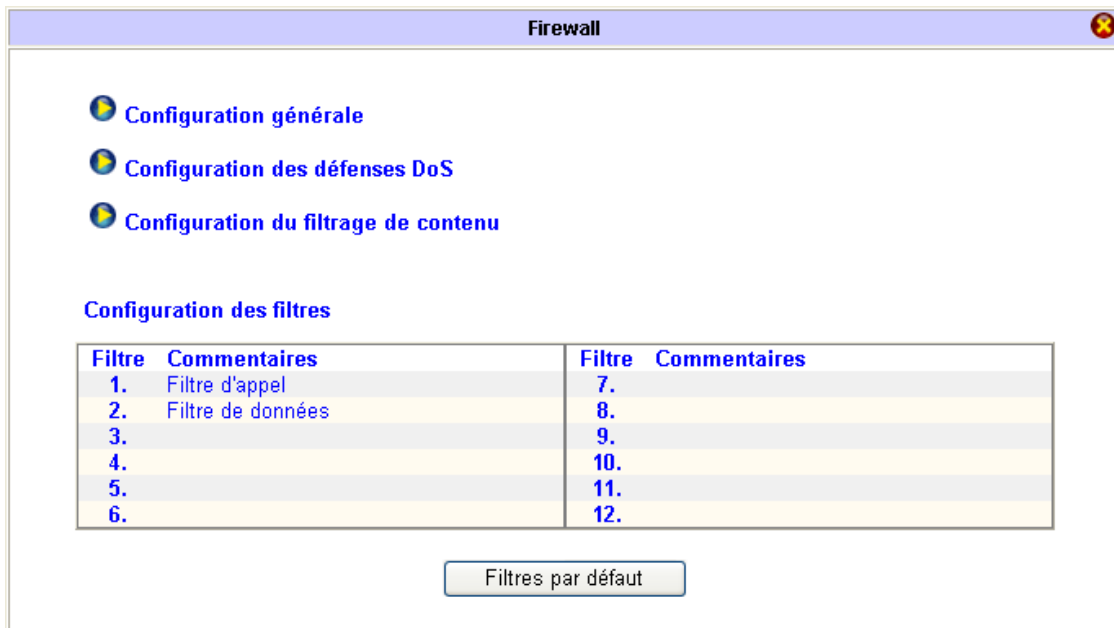 Firewall
Configuration générale
Configuration des défenses DoS
Configuration du filtrage de contenu
Configuration des filtres
Filtre Commentaires Filtre Commentaires
1. Filtre d'appel 7.
2. Filtre de données 8.
3. 9.
4. 10.
5. 11.
6. 12.
Filtres par défaut